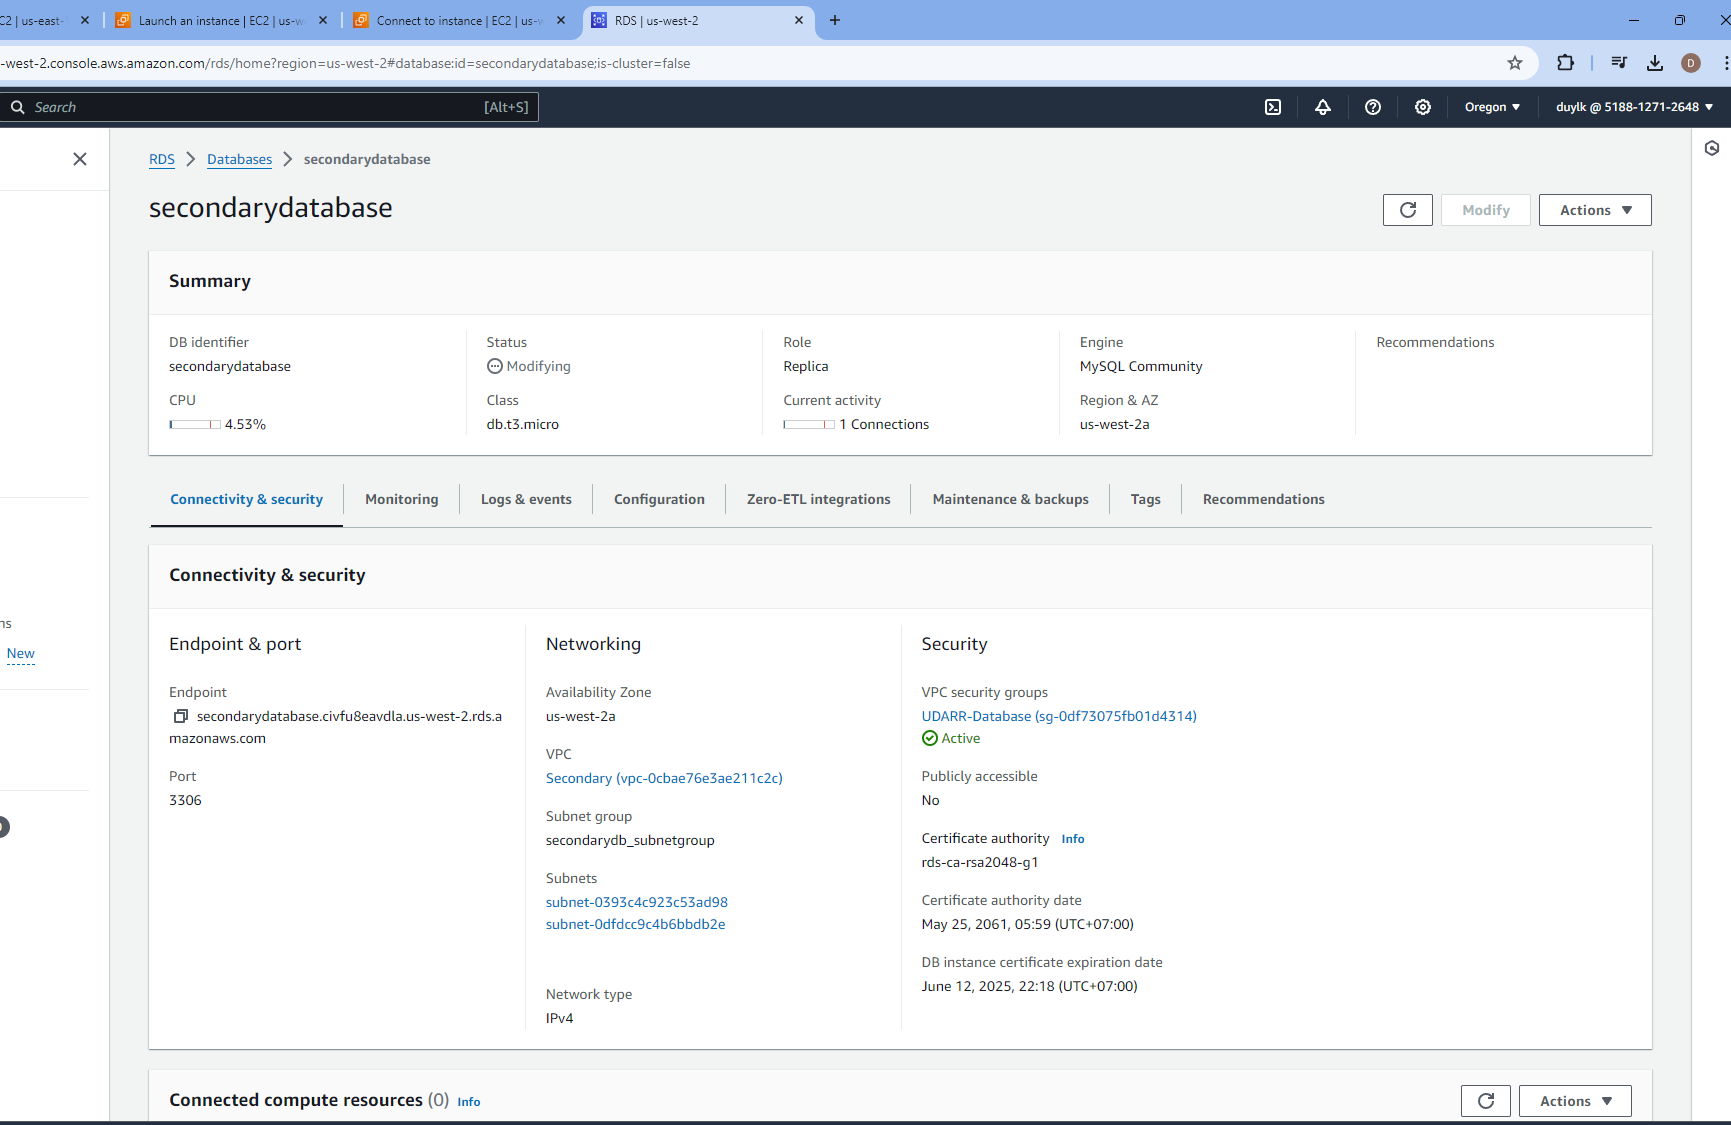 C2 | us-east-
Launch an instance | EC2 | us-w
Connect to instance | EC2 | us-w
RDS | us-west-2
-west-2.console.aws.amazon.com/rds/home?region=us-west-2#database:id=secondarydatabase;is-cluster=false
D
Search [Alt+S]
Oregon ▼
duylk @ 5188-1271-2648 ▼
RDS > Databases > secondarydatabase
secondarydatabase
Modify
Actions ▼
Summary
DB identifier
secondarydatabase
Status
Modifying
Role
Replica
Engine
MySQL Community
Recommendations
CPU
4.53%
Class
db.t3.micro
Current activity
1 Connections
Region & AZ
us-west-2a
Connectivity & security
Monitoring
Logs & events
Configuration
Zero-ETL integrations
Maintenance & backups
Tags
Recommendations
Connectivity & security
ns
New
Endpoint & port
Endpoint
secondarydatabase.civfu8eavdla.us-west-2.rds.a
mazonaws.com
Port
3306
Networking
Availability Zone
us-west-2a
VPC
Secondary (vpc-0cbae76e3ae211c2c)
Subnet group
secondarydb_subnetgroup
Subnets
subnet-0393c4c923c53ad98
subnet-0dfdcc9c4b6bbdb2e
Network type
IPv4
Security
VPC security groups
UDARR-Database (sg-0df73075fb01d4314)
Active
Publicly accessible
No
Certificate authority Info
rds-ca-rsa2048-g1
Certificate authority date
May 25, 2061, 05:59 (UTC+07:00)
DB instance certificate expiration date
June 12, 2025, 22:18 (UTC+07:00)
Connected compute resources (0) Info
Actions ▼